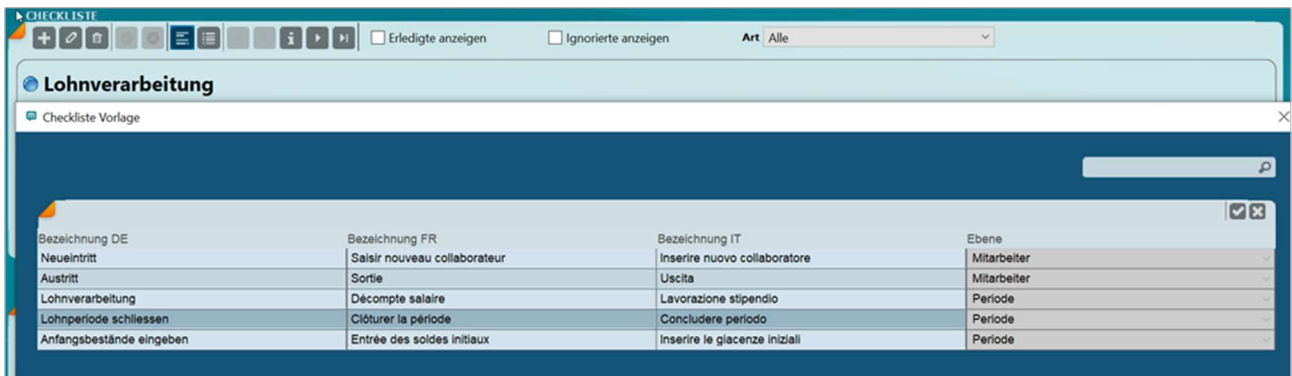 CHECKLISTE
Erledigte anzeigen Ignorierte anzeigen Art Alle
Lohnverarbeitung
Checkliste Vorlage
Bezeichnung DE Bezeichnung FR Bezeichnung IT Ebene
Neueintritt Saisir nouveau collaborateur Inserire nuovo collaboratore Mitarbeiter
Austritt Sortie Uscita Mitarbeiter
Lohnverarbeitung Décompte salaire Lavorazione stipendio Periode
Lohnperiode schliessen Clôturer la période Concludere periodo Periode
Anfangsbestände eingeben Entrée des soldes initiaux Inserire le giacenze iniziali Periode